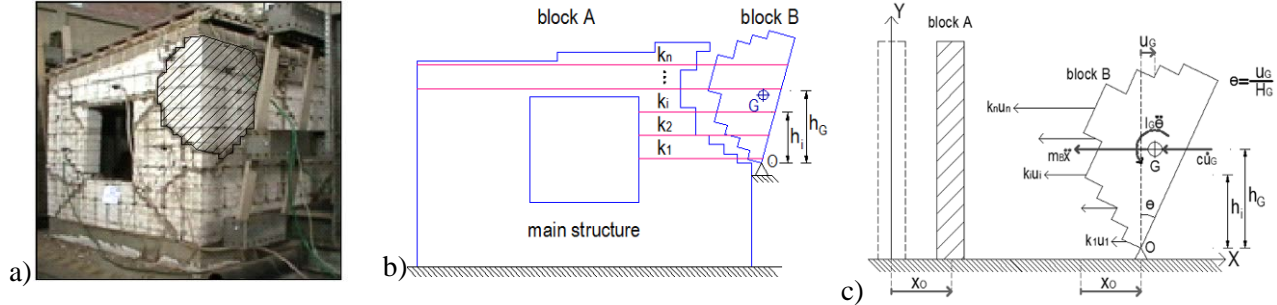 a)
block A
block B
kn
⋮
ki
k2
k1
G
O
hi
hG
main structure
b)
Y
block A
uG
block B
θ=uG/HG
knun
IGθ̈
mBẍ
cu̇G
G
kiui
θ
hi
hG
k1u1
O
X
xO
xO
c)